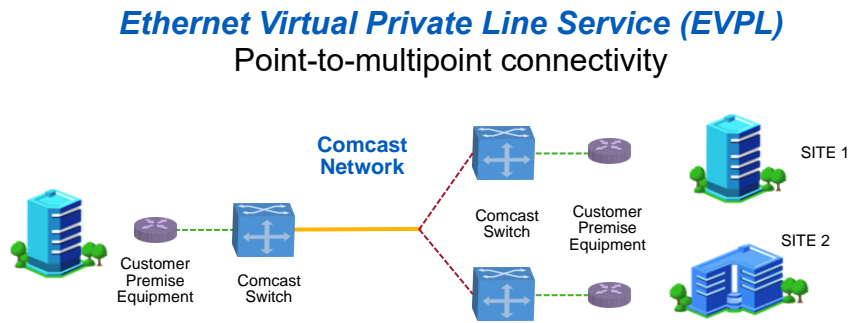 Ethernet Virtual Private Line Service (EVPL)
Point-to-multipoint connectivity
Comcast
Network
SITE 1
Comcast
Switch
Customer
Premise
Equipment
SITE 2
Customer
Premise
Equipment
Comcast
Switch